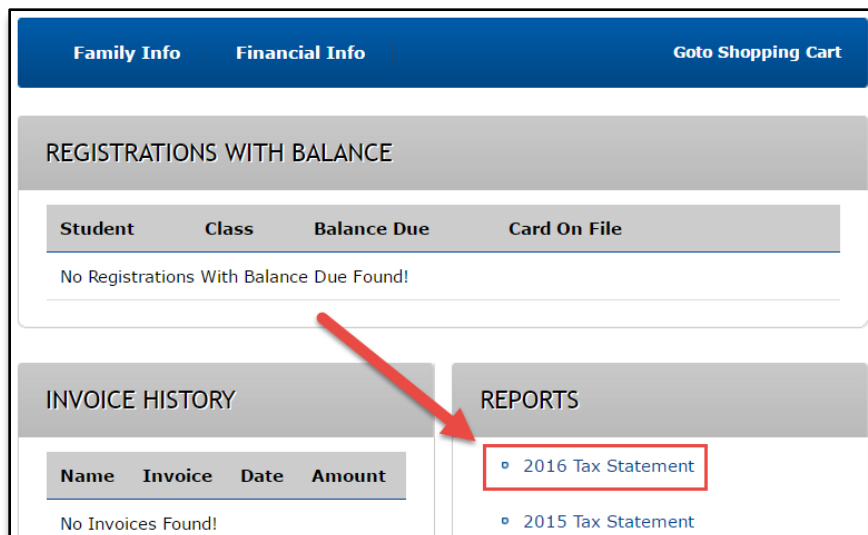 Family Info Financial Info Goto Shopping Cart
REGISTRATIONS WITH BALANCE
Student Class Balance Due Card On File
No Registrations With Balance Due Found!
INVOICE HISTORY
Name Invoice Date Amount
No Invoices Found!
REPORTS
2016 Tax Statement
2015 Tax Statement